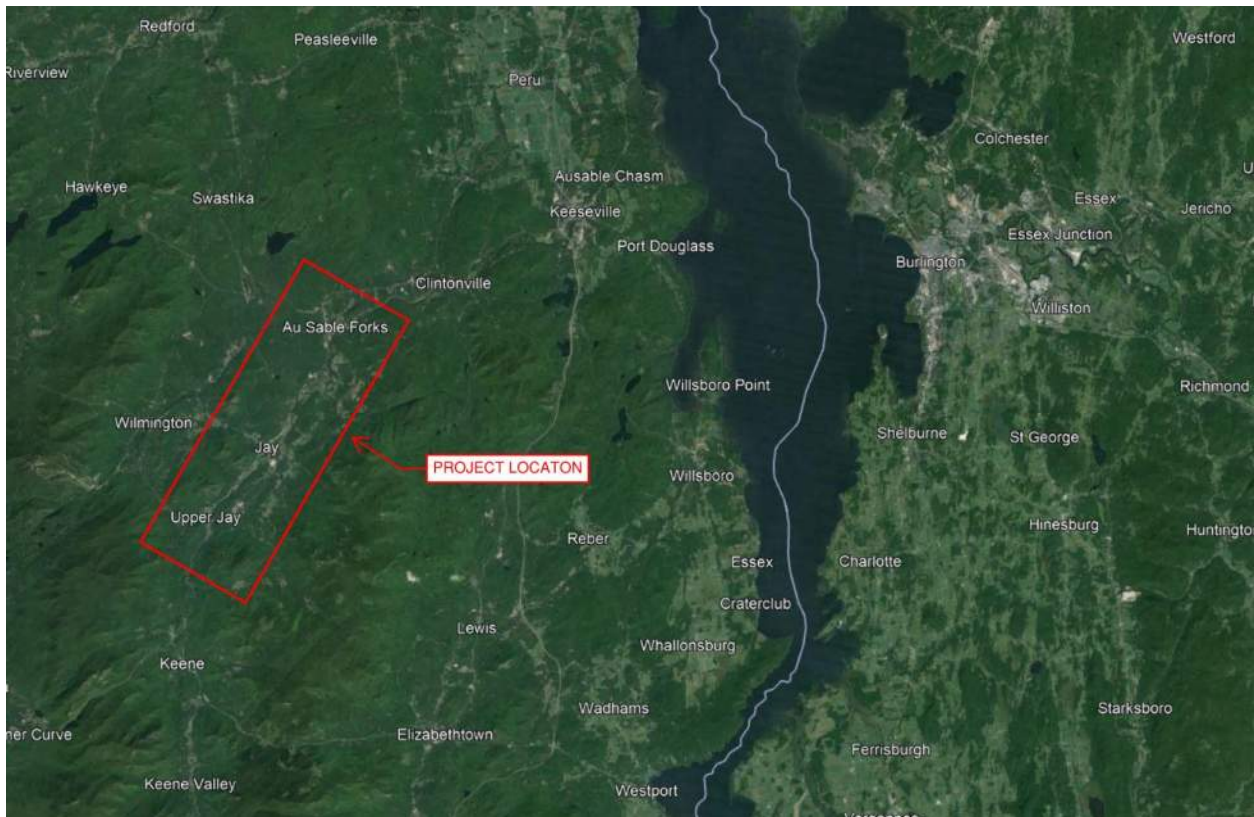 Redford
Peasleeville
Westford
Riverview
Peru
Colchester
Ausable Chasm
Hawkeye
Swastika
Essex
Jericho
Keeseville
Essex Junction
Port Douglass
Burlington
Clintonville
Williston
Au Sable Forks
Willsboro Point
Richmond
Wilmington
Shelburne
St George
Jay
PROJECT LOCATON
Willsboro
Upper Jay
Hinesburg
Huntington
Reber
Essex
Charlotte
Craterclub
Lewis
Whallonsburg
Keene
Wadhams
Starksboro
ner Curve
Elizabethtown
Ferrisburgh
Keene Valley
Westport